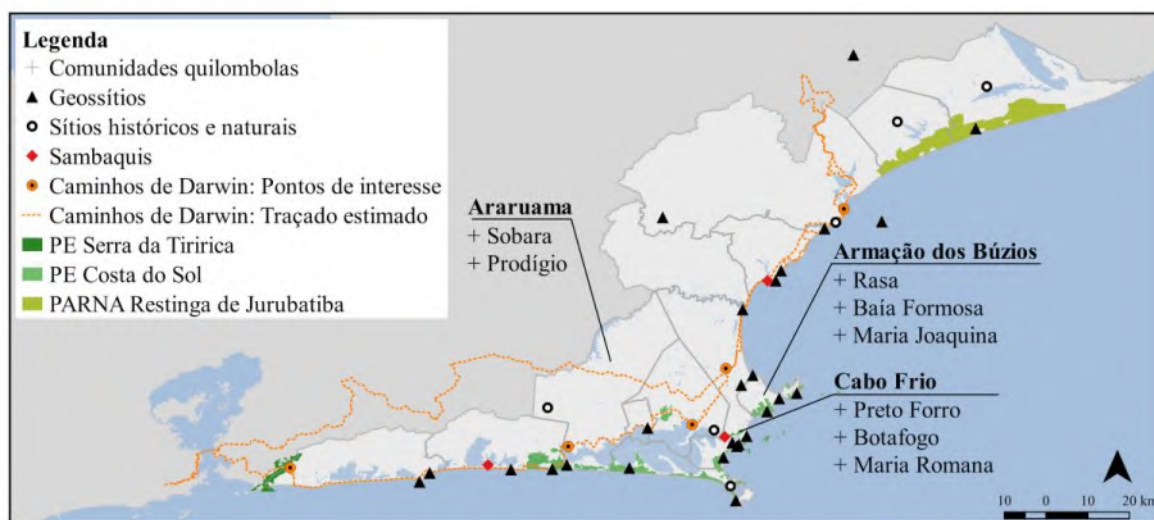 Legenda
Comunidades quilombolas
Geossítios
Sítios históricos e naturais
Sambaquis
Caminhos de Darwin: Pontos de interesse
Caminhos de Darwin: Traçado estimado
PE Serra da Tiririca
PE Costa do Sol
PARNA Restinga de Jurubatiba
Araruama
+ Sobara
+ Prodígio
Armação dos Búzios
+ Rasa
+ Baía Formosa
+ Maria Joaquina
Cabo Frio
+ Preto Forro
+ Botafogo
+ Maria Romana
10 0 10 20 km